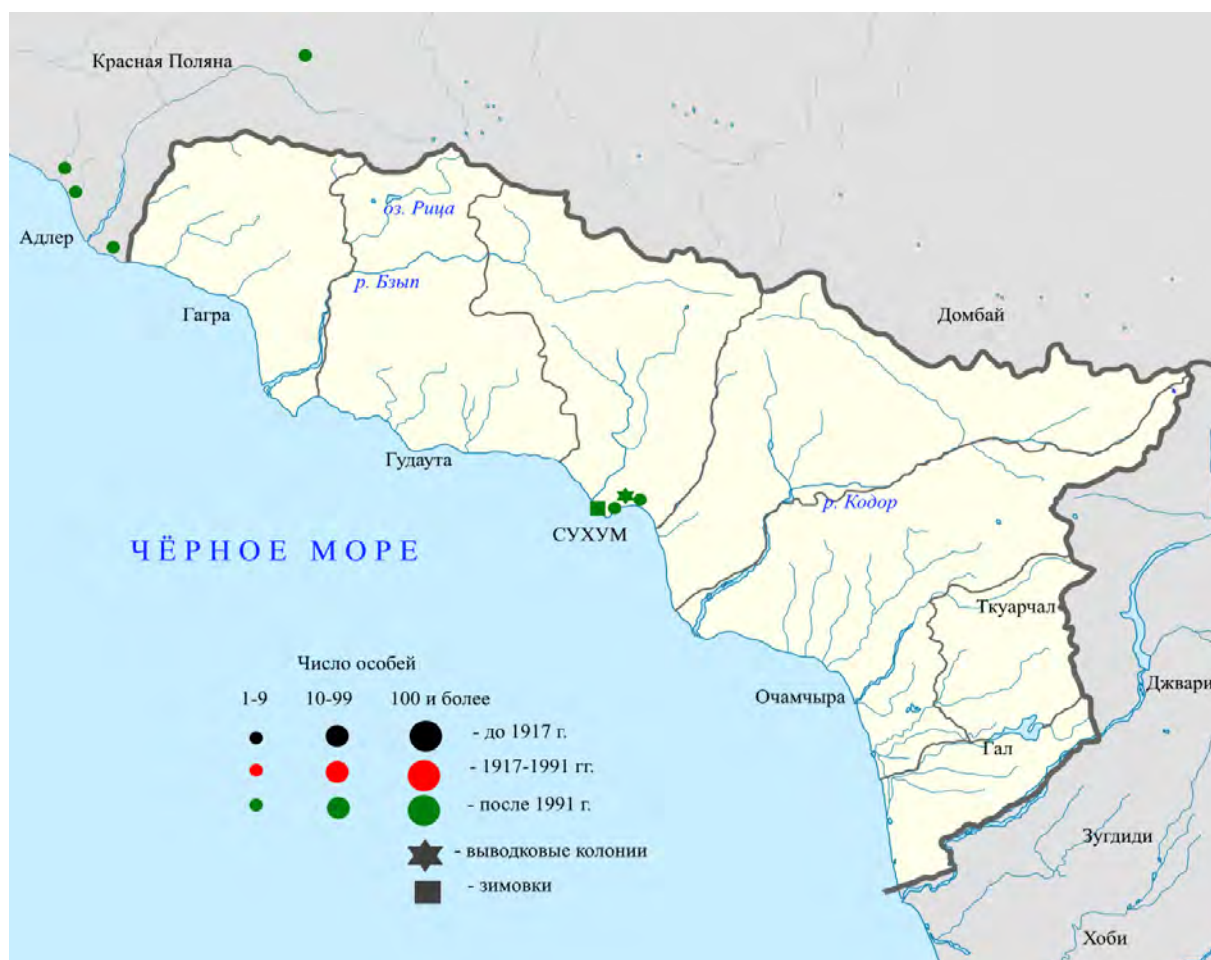 Красная Поляна
оз. Рица
Адлер
р. Бзып
Гагра
Домбай
Гудаута
р. Кодор
СУХУМ
ЧЁРНОЕ МОРЕ
Ткуарчал
Число особей
Джвари
1-9 10-99 100 и более
Очамчыра
- до 1917 г.
Гал
- 1917-1991 гг.
- после 1991 г.
Зугдиди
- выводковые колонии
- зимовки
Хоби